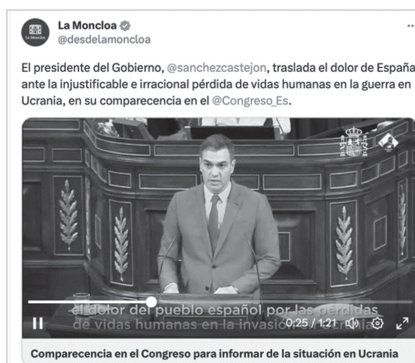 La Moncloa
@desdelamoncloa
El presidente del Gobierno, @sanchezcastejon, traslada el dolor de España
ante la injustificable e irracional pérdida de vidas humanas en la guerra en
Ucrania, en su comparecencia en el @Congreso_Es.
el dolor del pueblo español por las pérdidas
de vidas humanas en la invasión
0:25 / 1:21
Comparecencia en el Congreso para informar de la situación en Ucrania